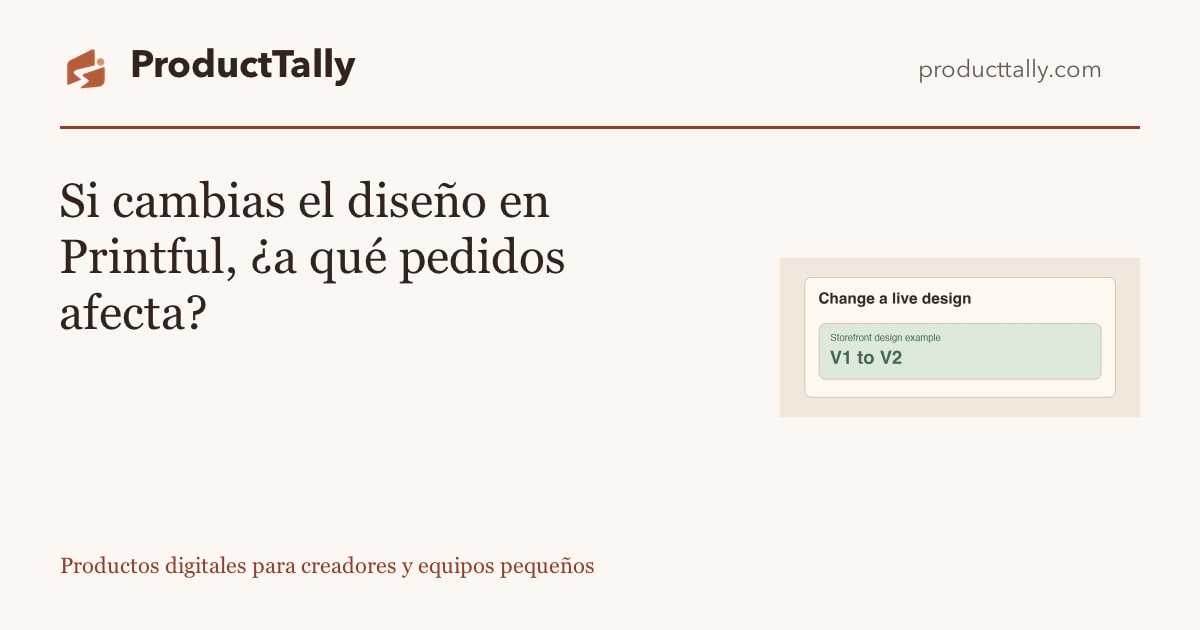 ProductTally
producttally.com
Si cambias el diseño en
Printful, ¿a qué pedidos
afecta?
Change a live design
Storefront design example
V1 to V2
Productos digitales para creadores y equipos pequeños